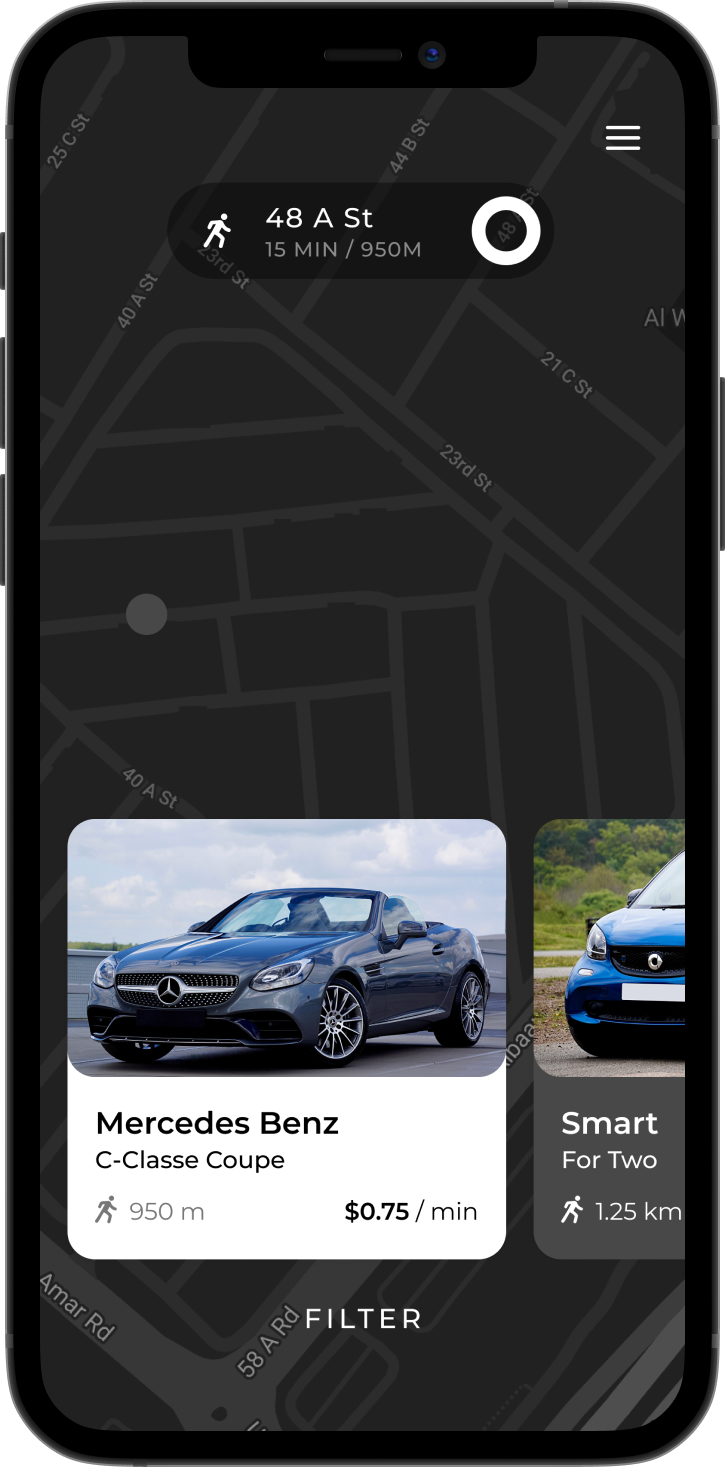 25 C St
44 B St
48 A St
15 MIN / 950M
48 A St
23rd St
40 A St
Al W
21 C St
23rd St
40 A St
Mercedes Benz
C-Classe Coupe
950 m
$0.75 / min
Smart
For Two
1.25 km
Amar Rd
58 A Rd
FILTER